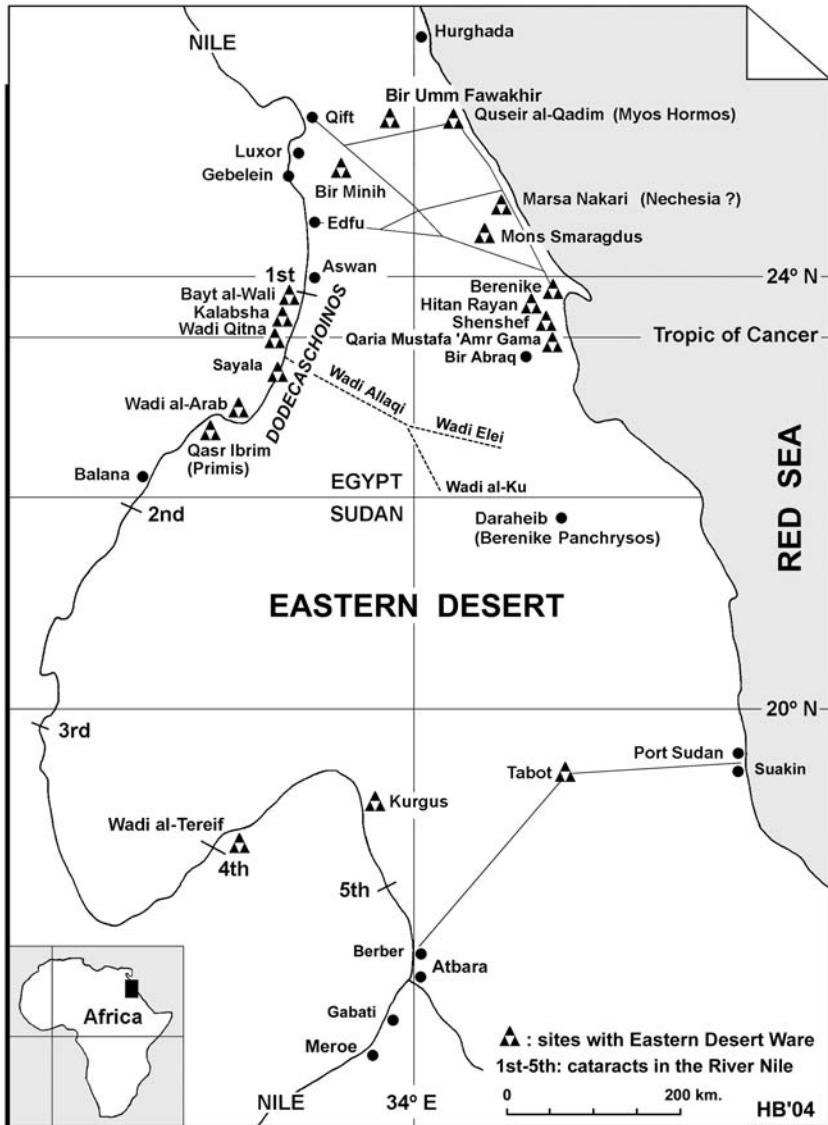 Hurghada
NILE
Bir Umm Fawakhir
Qift
Quseir al-Qadim (Myos Hormos)
Luxor
Gebelein
Bir Minih
Marsa Nakari (Nechesia ?)
Edfu
Mons Smaragdus
Aswan
24º N
1st
Bayt al-Wali
Berenike
Kalabsha
Hitan Rayan
Wadi Qitna
Shenshef
Tropic of Cancer
Qaria Mustafa 'Amr Gama
Bir Abraq
Sayala
DODECASCHOINOS
Wadi Allaqi
Wadi al-Arab
Wadi Elei
Qasr Ibrim
(Primis)
Balana
EGYPT
Wadi al-Ku
SUDAN
2nd
Daraheib
(Berenike Panchrysos)
RED SEA
EASTERN DESERT
20º N
3rd
Port Sudan
Tabot
Suakin
Kurgus
Wadi al-Tereif
4th
5th
Berber
Atbara
Africa
Gabati
: sites with Eastern Desert Ware
Meroe
1st-5th: cataracts in the River Nile
NILE
34º E
0 200 km.
HB'04